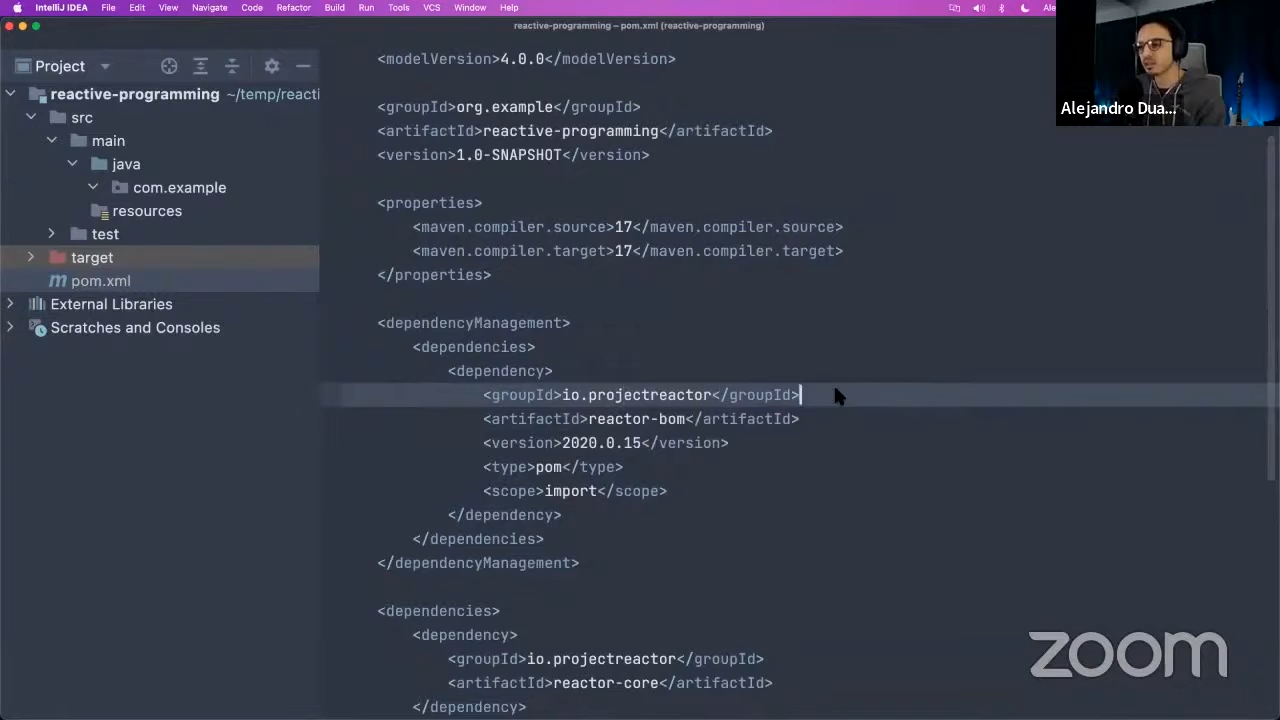 IntelliJ IDEA File Edit View Navigate Code Refactor Build Run Tools VCS Window Help Ale
reactive-programming – pom.xml (reactive-programming)
Project
reactive-programming ~/temp/reacti
src
main
java
com.example
resources
test
target
pom.xml
External Libraries
Scratches and Consoles
<modelVersion>4.0.0</modelVersion>
<groupId>org.example</groupId>
<artifactId>reactive-programming</artifactId>
<version>1.0-SNAPSHOT</version>
<properties>
<maven.compiler.source>17</maven.compiler.source>
<maven.compiler.target>17</maven.compiler.target>
</properties>
<dependencyManagement>
<dependencies>
<dependency>
<groupId>io.projectreactor</groupId>
<artifactId>reactor-bom</artifactId>
<version>2020.0.15</version>
<type>pom</type>
<scope>import</scope>
</dependency>
</dependencies>
</dependencyManagement>
<dependencies>
<dependency>
<groupId>io.projectreactor</groupId>
<artifactId>reactor-core</artifactId>
</dependency>
Alejandro Dua...
zoom